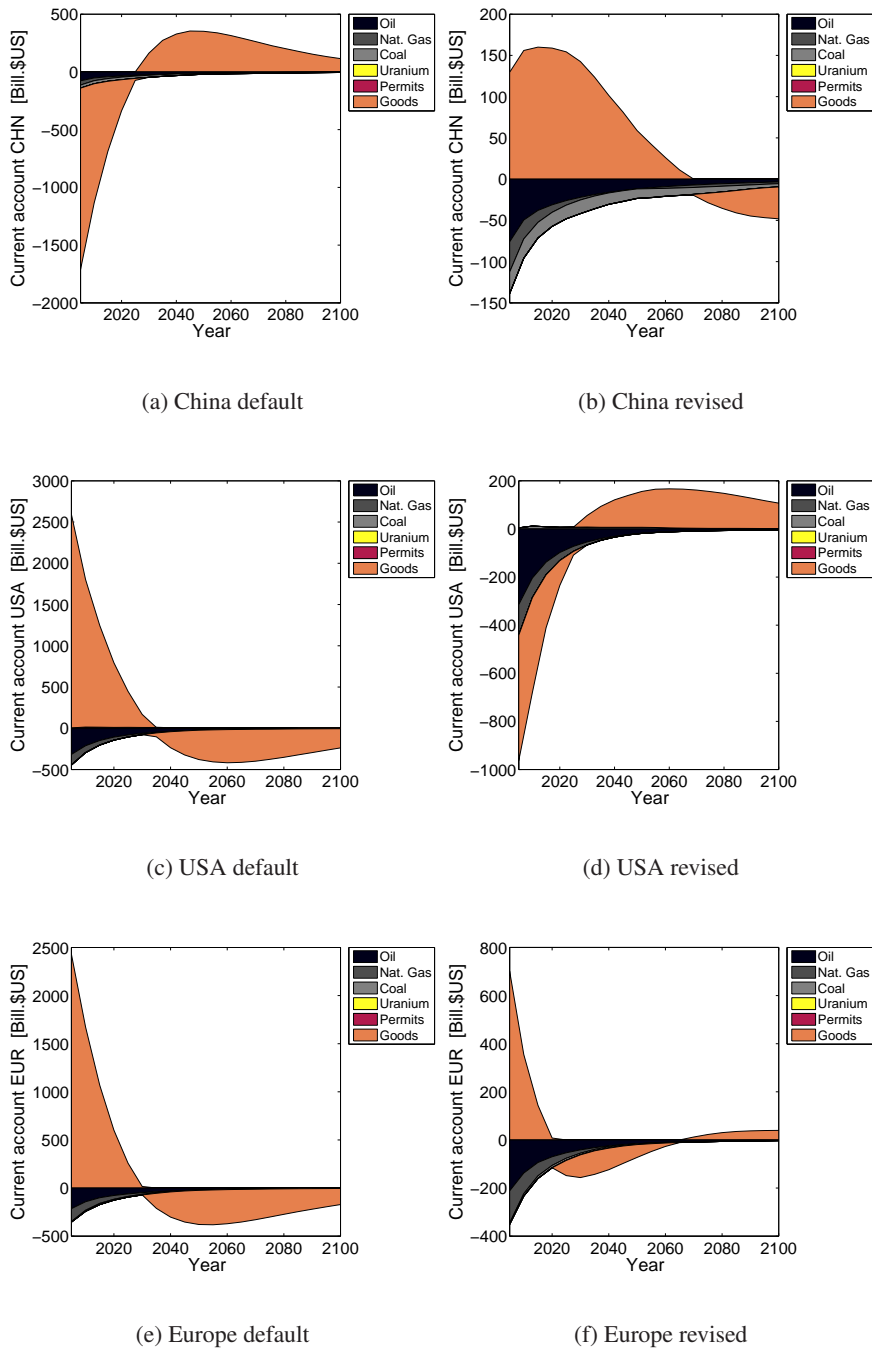 500
0
−500
−1000
−1500
−2000
2020 2040 2060 2080 2100
Year
Current account CHN [Bill.$US]
Oil
Nat. Gas
Coal
Uranium
Permits
Goods
(a) China default
200
150
100
50
0
−50
−100
−150
2020 2040 2060 2080 2100
Year
Current account CHN [Bill.$US]
Oil
Nat. Gas
Coal
Uranium
Permits
Goods
(b) China revised
3000
2500
2000
1500
1000
500
0
−500
2020 2040 2060 2080 2100
Year
Current account USA [Bill.$US]
Oil
Nat. Gas
Coal
Uranium
Permits
Goods
(c) USA default
200
0
−200
−400
−600
−800
−1000
2020 2040 2060 2080 2100
Year
Current account USA [Bill.$US]
Oil
Nat. Gas
Coal
Uranium
Permits
Goods
(d) USA revised
2500
2000
1500
1000
500
0
−500
2020 2040 2060 2080 2100
Year
Current account EUR [Bill.$US]
Oil
Nat. Gas
Coal
Uranium
Permits
Goods
(e) Europe default
800
600
400
200
0
−200
−400
2020 2040 2060 2080 2100
Year
Current account EUR [Bill.$US]
Oil
Nat. Gas
Coal
Uranium
Permits
Goods
(f) Europe revised